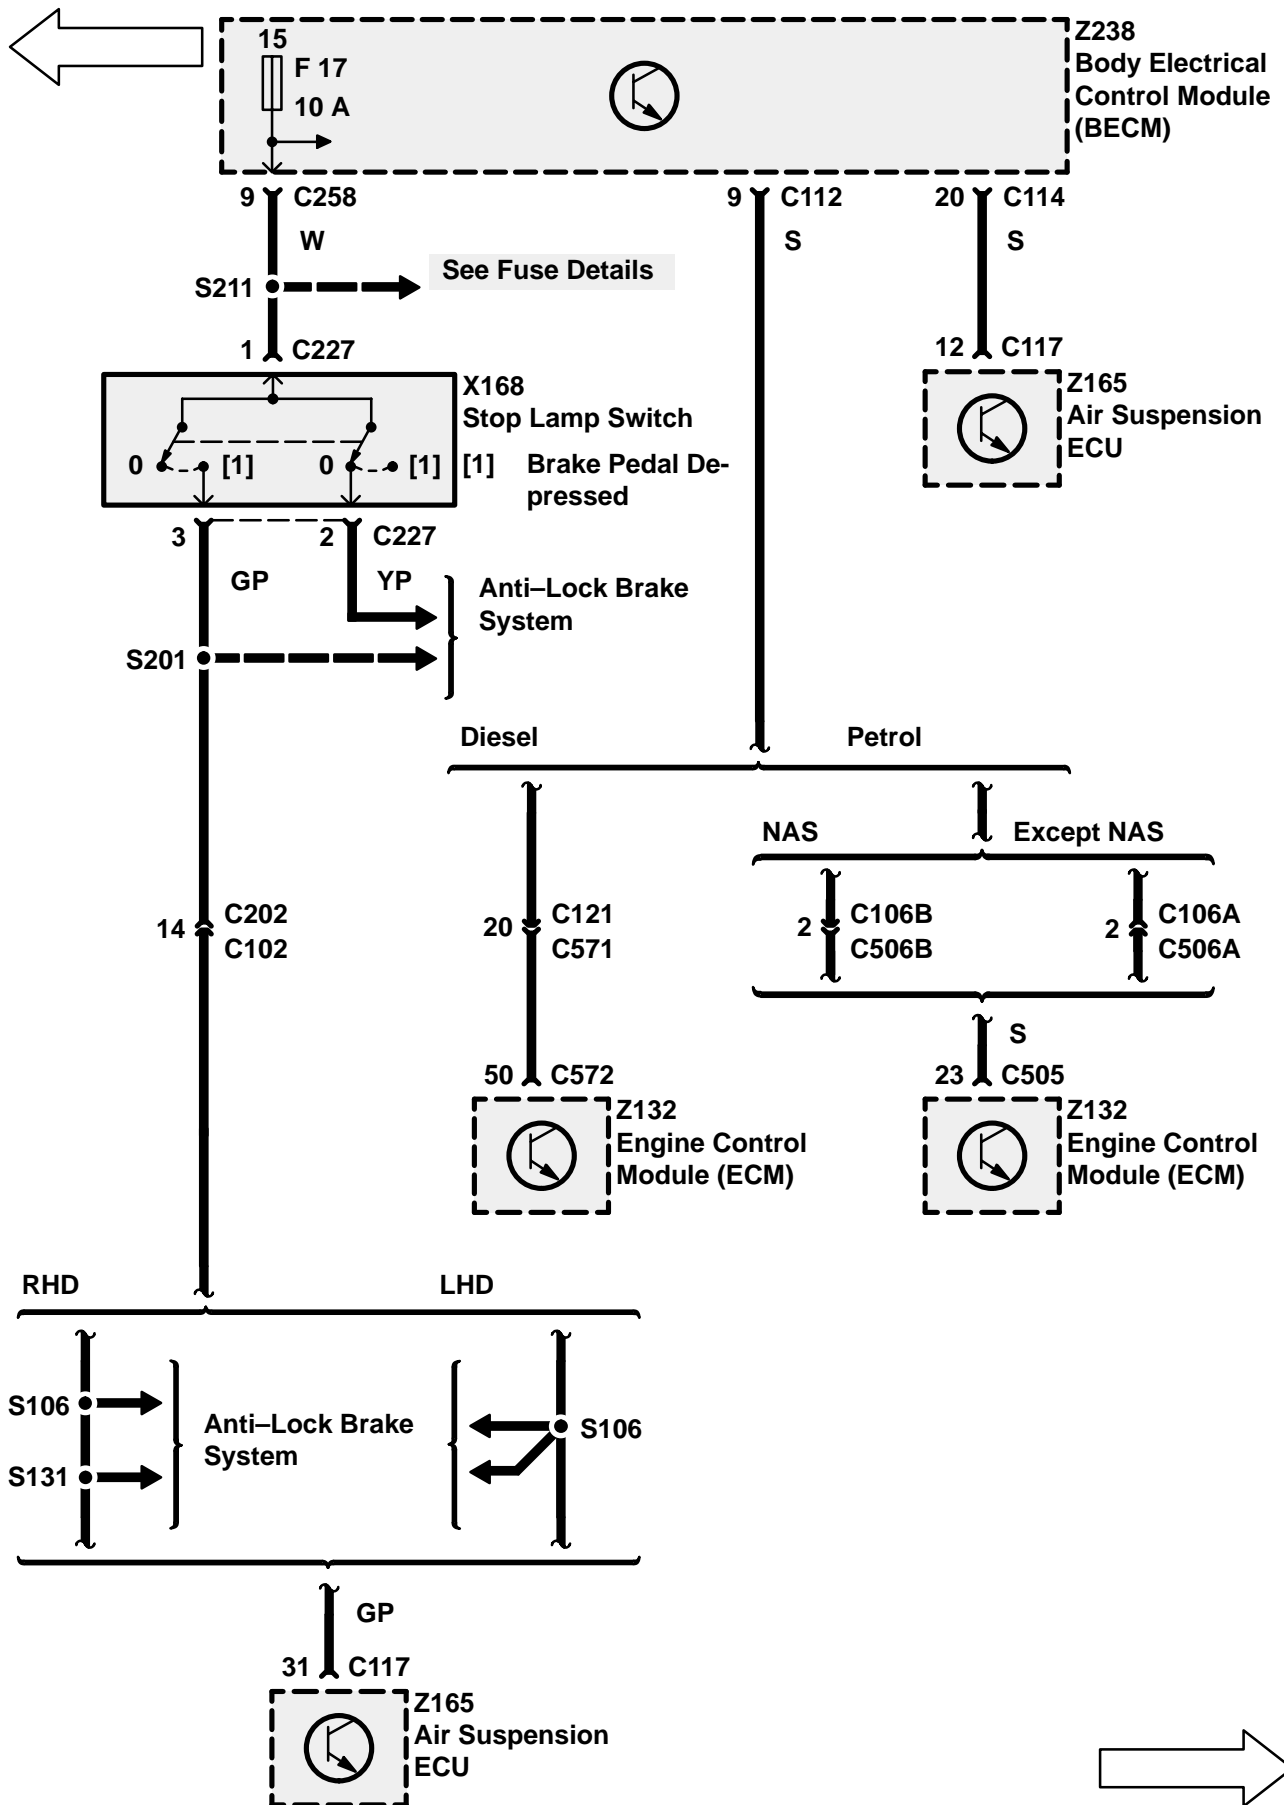 15
F 17
10 A
Z238
Body Electrical
Control Module
(BECM)
9 C258
9 C112
20 C114
W
S
S
S211
See Fuse Details
1 C227
12 C117
X168
Stop Lamp Switch
0 [1] 0 [1]
[1] Brake Pedal De-
pressed
Z165
Air Suspension
ECU
3
2 C227
GP
YP
Anti–Lock Brake
System
S201
Diesel
Petrol
NAS
Except NAS
14
C202
C102
20
C121
C571
2
C106B
C506B
2
C106A
C506A
S
50 C572
23 C505
Z132
Engine Control
Module (ECM)
Z132
Engine Control
Module (ECM)
RHD
LHD
S106
S131
Anti–Lock Brake
System
S106
GP
31 C117
Z165
Air Suspension
ECU